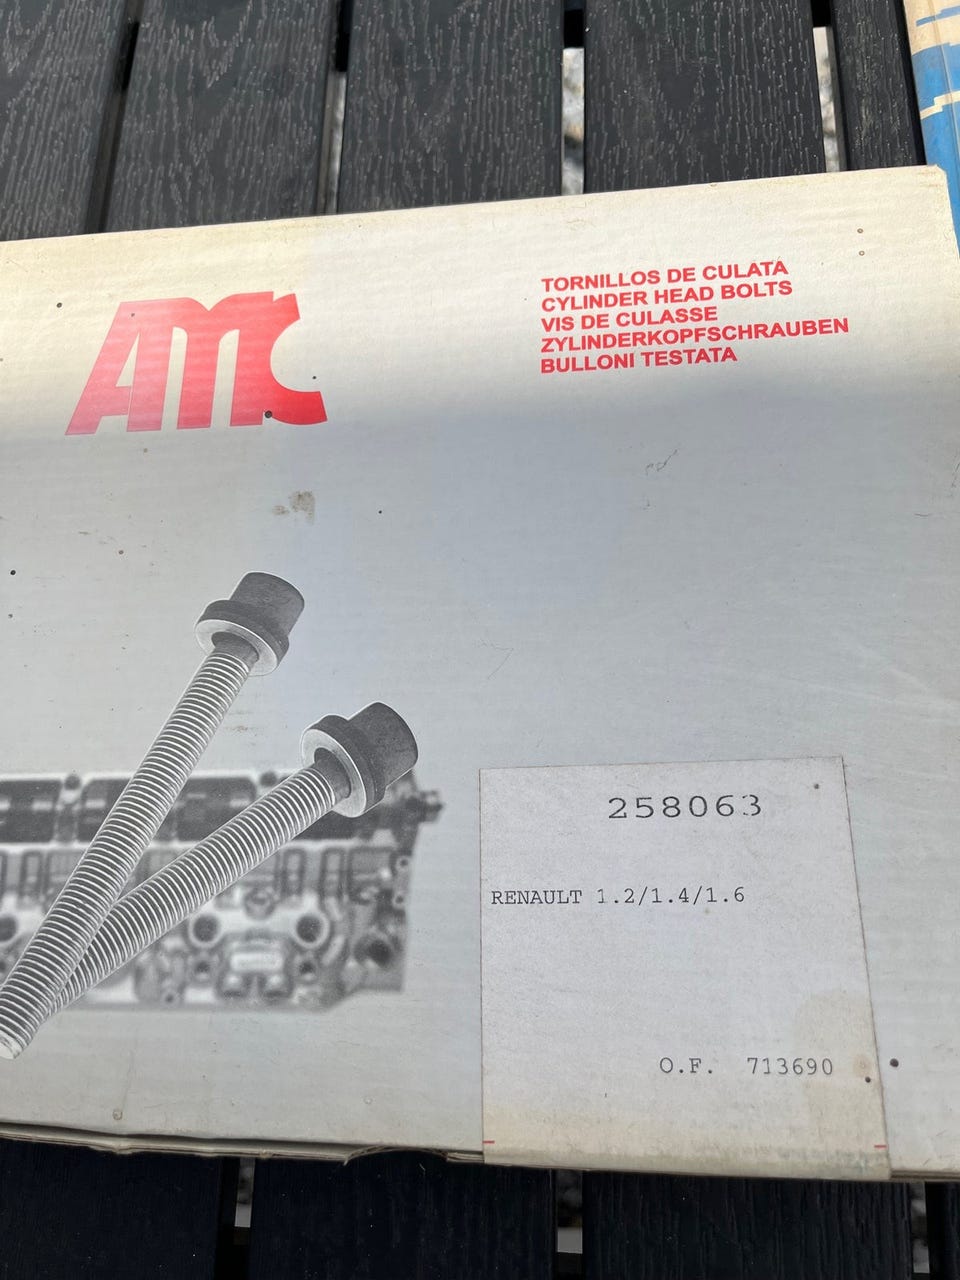 AMC
TORNILLOS DE CULATA
CYLINDER HEAD BOLTS
VIS DE CULASSE
ZYLINDERKOPFSCHRAUBEN
BULLONI TESTATA
258063
RENAULT 1.2/1.4/1.6
O.F. 713690